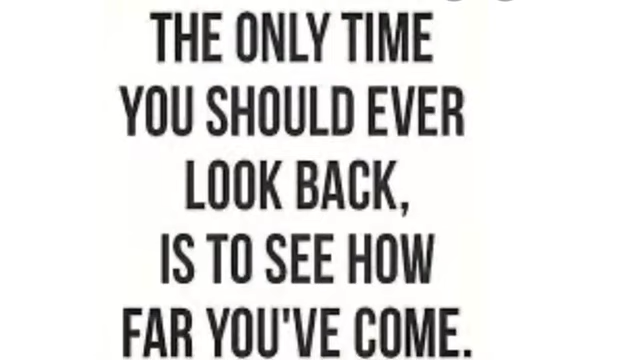 THE ONLY TIME
YOU SHOULD EVER
LOOK BACK,
IS TO SEE HOW
FAR YOU'VE COME.